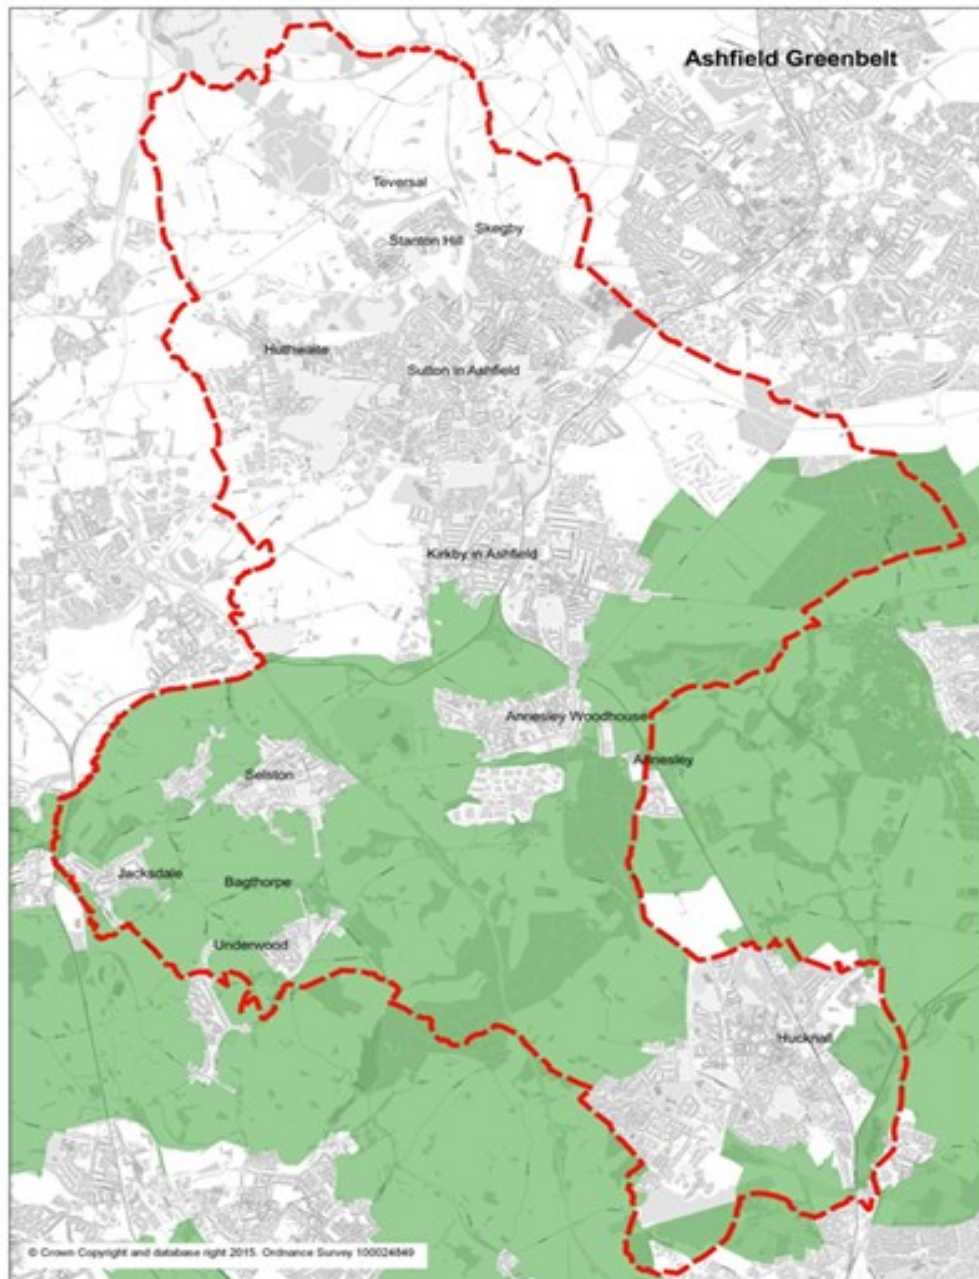 Ashfield Greenbelt
Teversal
Skegby
Stanton Hill
Huthwaite
Sutton in Ashfield
Kirkby in Ashfield
Annesley Woodhouse
Annesley
Selston
Jacksdale
Bagthorpe
Underwood
Hucknall
© Crown Copyright and database right 2015. Ordnance Survey 100024849